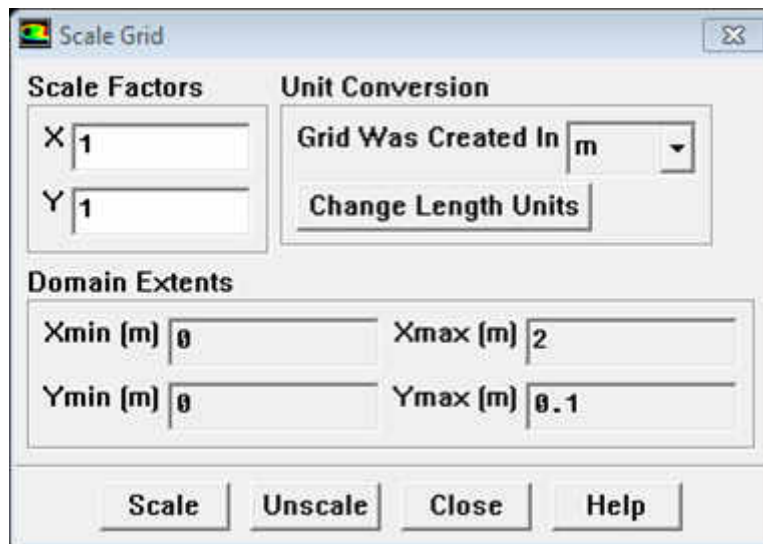 Scale Grid
Scale Factors
X 1
Y 1
Unit Conversion
Grid Was Created In m
Change Length Units
Domain Extents
Xmin (m) 0 Xmax (m) 2
Ymin (m) 0 Ymax (m) 0.1
Scale Unscale Close Help